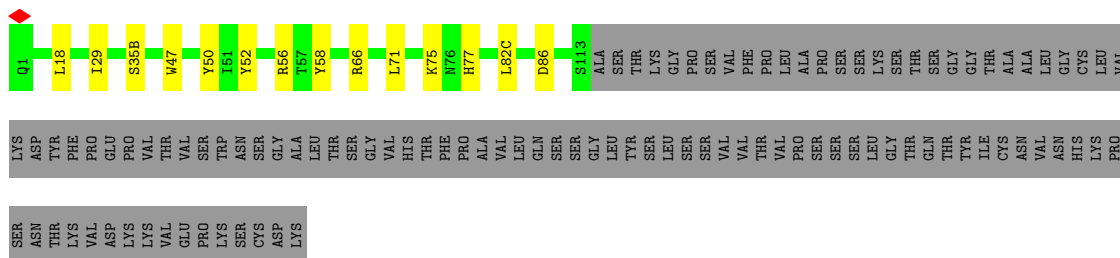 Q1 L18 I29 S35B W47 Y50 I51 Y52 R56 T57 Y58 R66 L71 K75 N76 H77 L82C D86 S113 ALA SER THR LYS GLY PRO SER VAL PHE PRO LEU ALA PRO SER SER LYS SER THR SER GLY GLY THR ALA ALA LEU GLY CYS LEU VAL
LYS ASP TYR PHE PRO GLU PRO VAL THR VAL SER TRP ASN SER GLY ALA LEU THR SER GLY VAL HIS THR PHE PRO ALA VAL LEU GLN SER SER GLY LEU TYR SER LEU SER SER VAL VAL THR VAL PRO SER SER SER LEU GLY THR GLN THR TYR ILE CYS ASN VAL ASN HIS LYS PRO
SER ASN THR LYS VAL ASP LYS LYS VAL GLU PRO LYS SER CYS ASP LYS